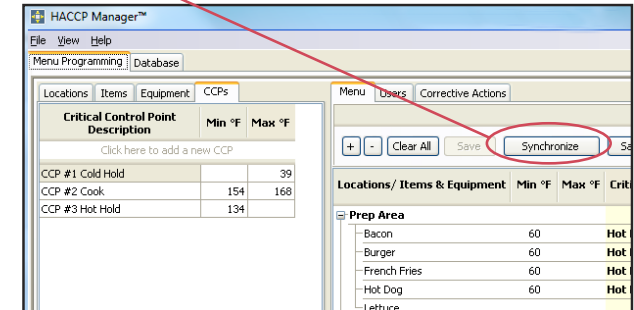 HACCP Manager™
File View Help
Menu Programming Database
Locations Items Equipment CCPs
Critical Control Point Description Min °F Max °F
Click here to add a new CCP
CCP #1 Cold Hold 39
CCP #2 Cook 154 168
CCP #3 Hot Hold 134
Menu Users Corrective Actions
+ - Clear All Save Synchronize Sa
Locations/ Items & Equipment Min °F Max °F Criti
Prep Area
Bacon 60 Hot
Burger 60 Hot
French Fries 60 Hot
Hot Dog 60 Hot
Lettuce